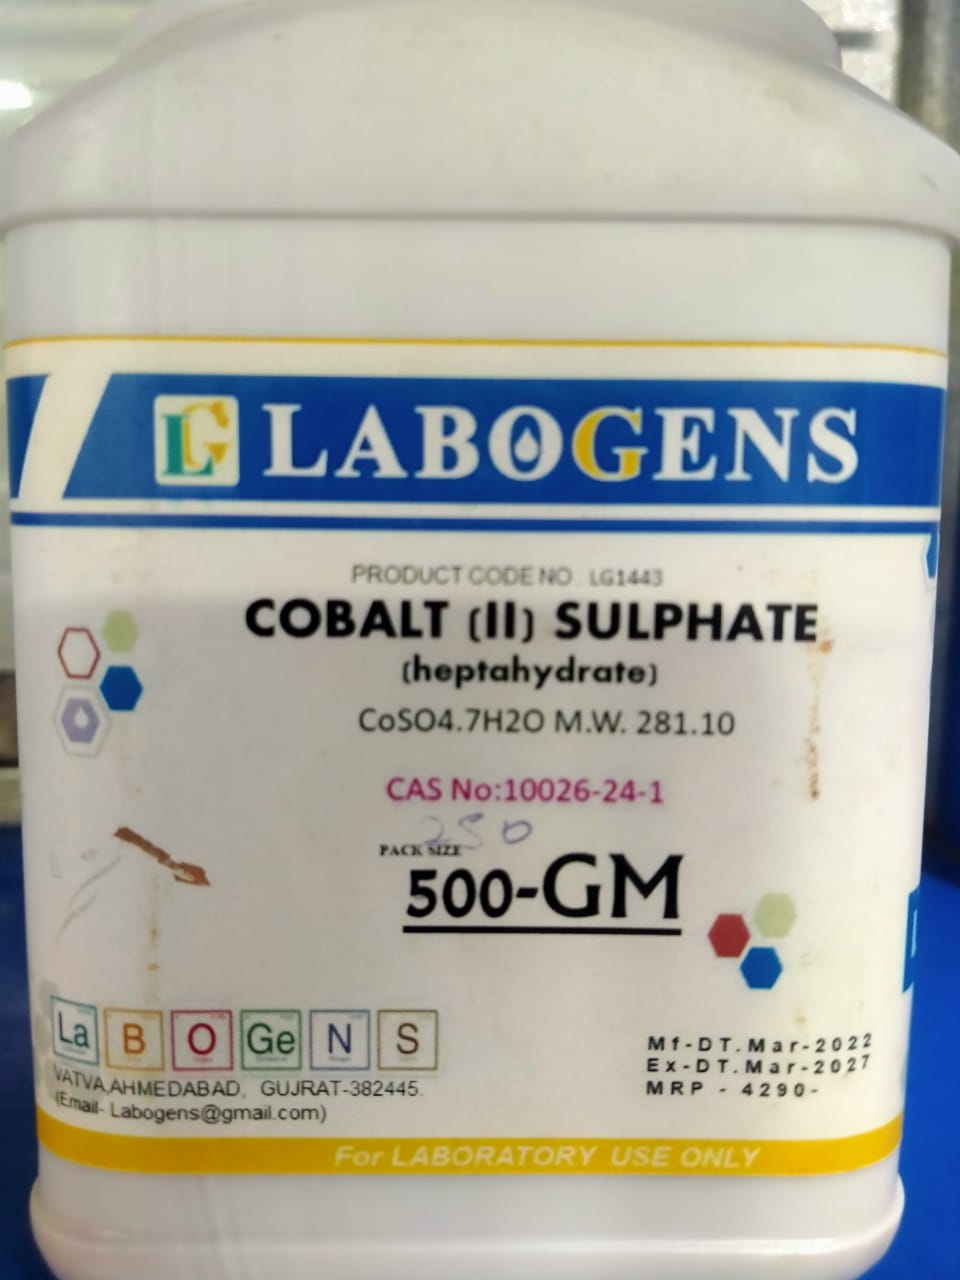 LG LABOGENS
PRODUCT CODE NO. LG1443
COBALT (II) SULPHATE
(heptahydrate)
CoSO4.7H2O M.W. 281.10
CAS No:10026-24-1
250
PACK SIZE
500-GM
La B O Ge N S
VATVA,AHMEDABAD, GUJRAT-382445.
(Email- Labogens@gmail.com)
Mf-DT.Mar-2022
Ex-DT.Mar-2027
MRP - 4290-
For LABORATORY USE ONLY